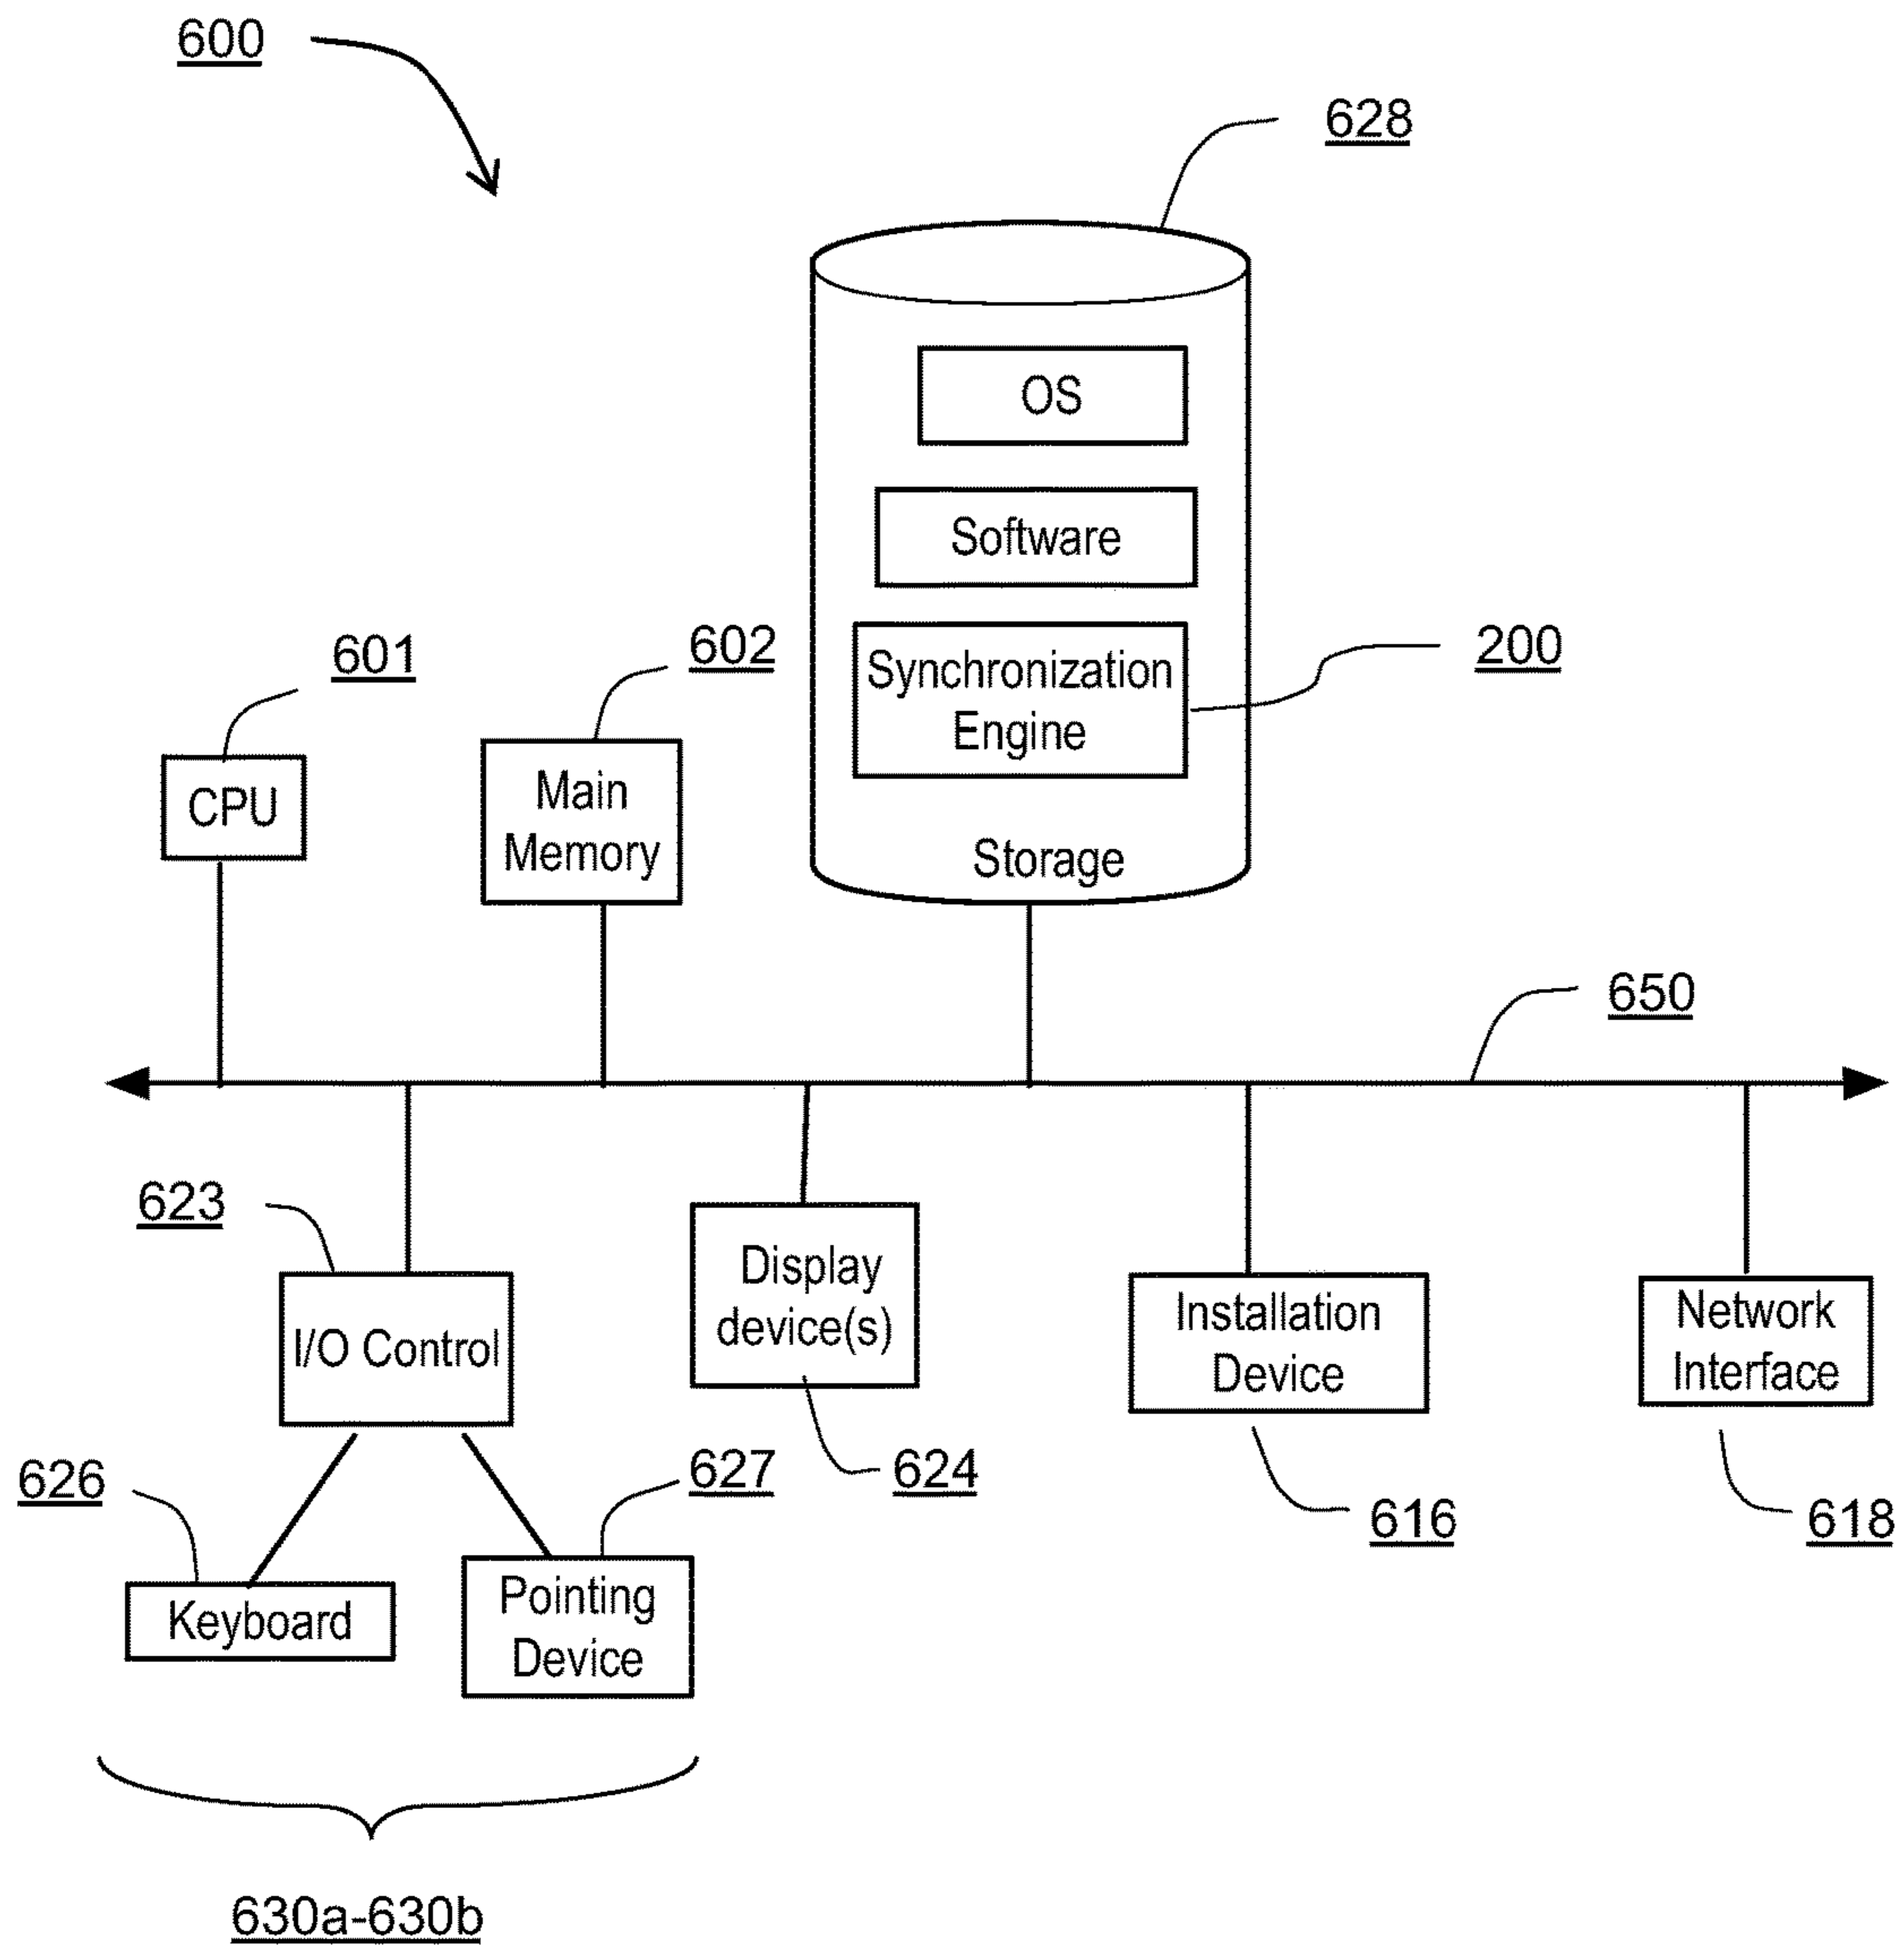 600
628
OS
Software
601
602
Synchronization
Engine
200
CPU
Main
Memory
Storage
650
623
I/O Control
Display
device(s)
Installation
Device
Network
Interface
626
627
624
616
618
Keyboard
Pointing
Device
630a-630b